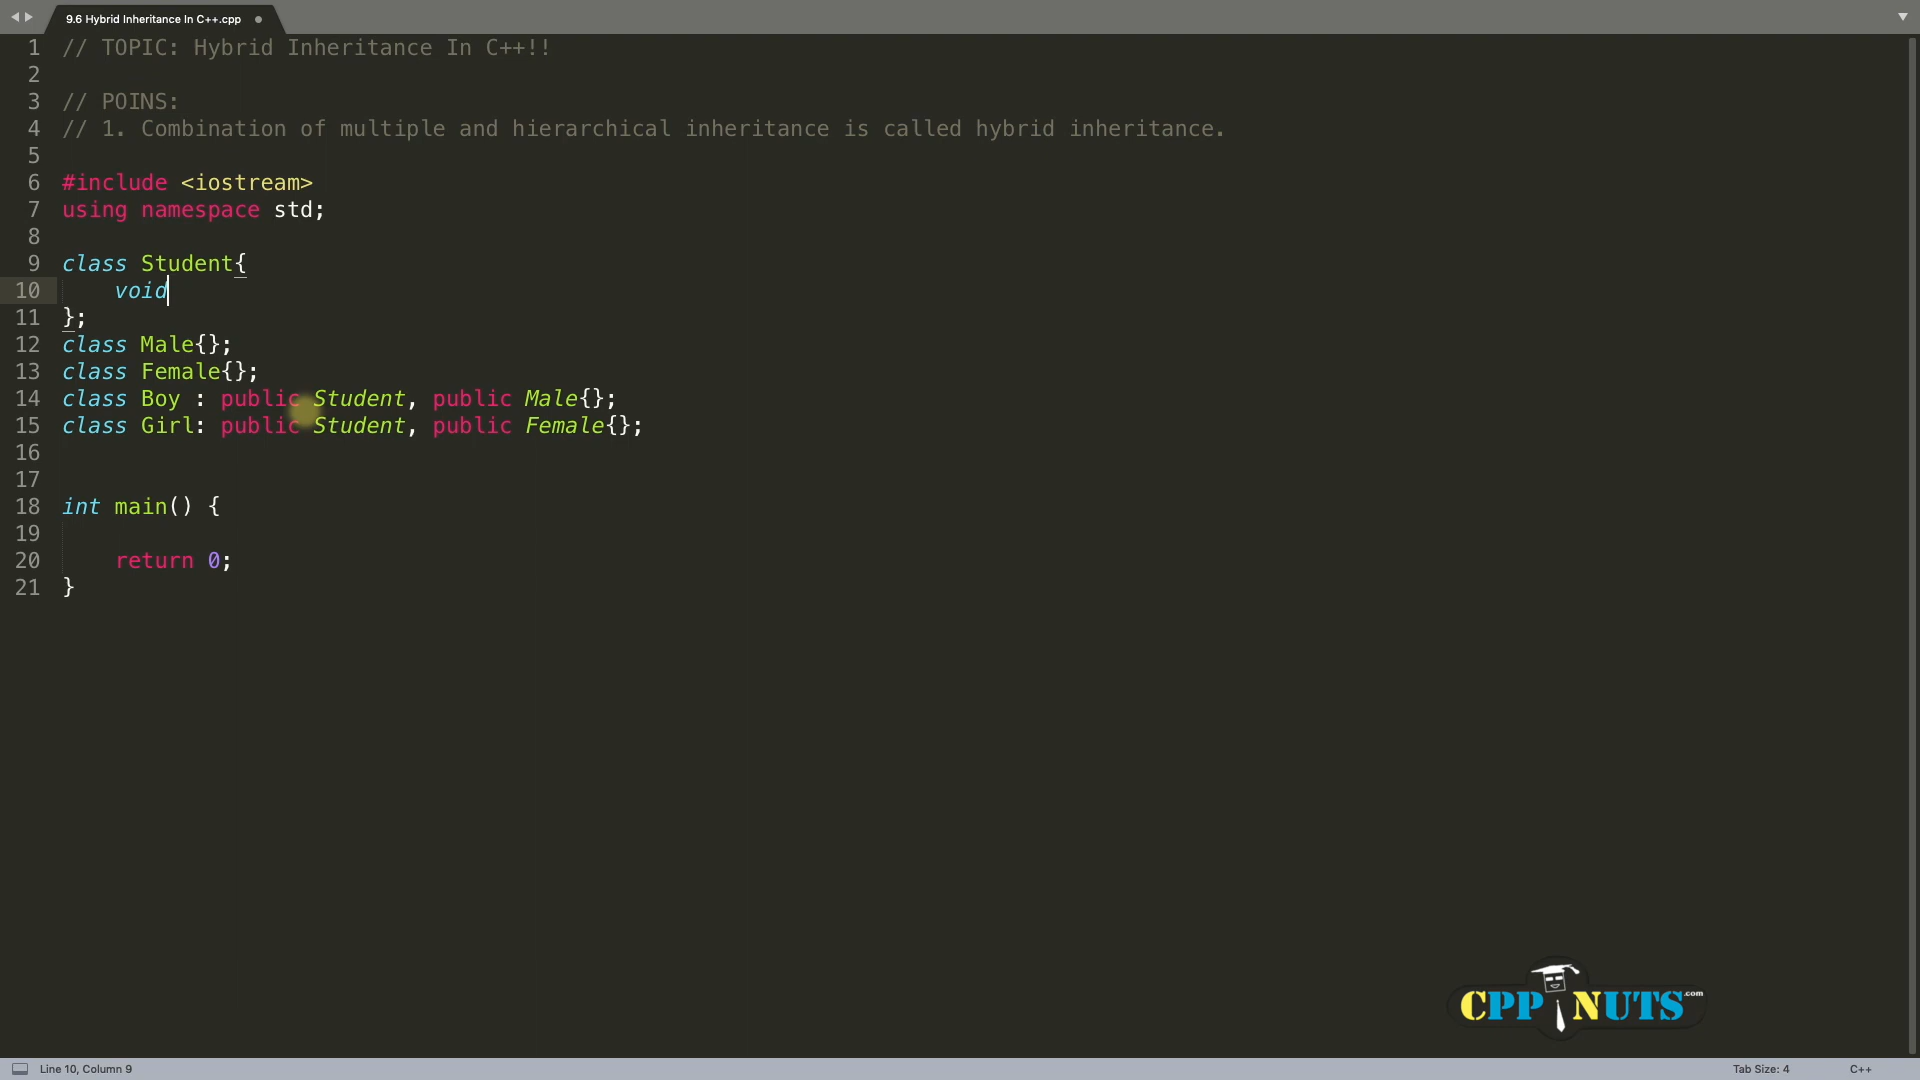 9.6 Hybrid Inheritance In C++.cpp
1 // TOPIC: Hybrid Inheritance In C++!!
2
3 // POINS:
4 // 1. Combination of multiple and hierarchical inheritance is called hybrid inheritance.
5
6 #include <iostream>
7 using namespace std;
8
9 class Student{
10     void
11 };
12 class Male{};
13 class Female{};
14 class Boy : public Student, public Male{};
15 class Girl: public Student, public Female{};
16
17
18 int main() {
19
20     return 0;
21 }
CPP NUTS.com
Line 10, Column 9 Tab Size: 4 C++